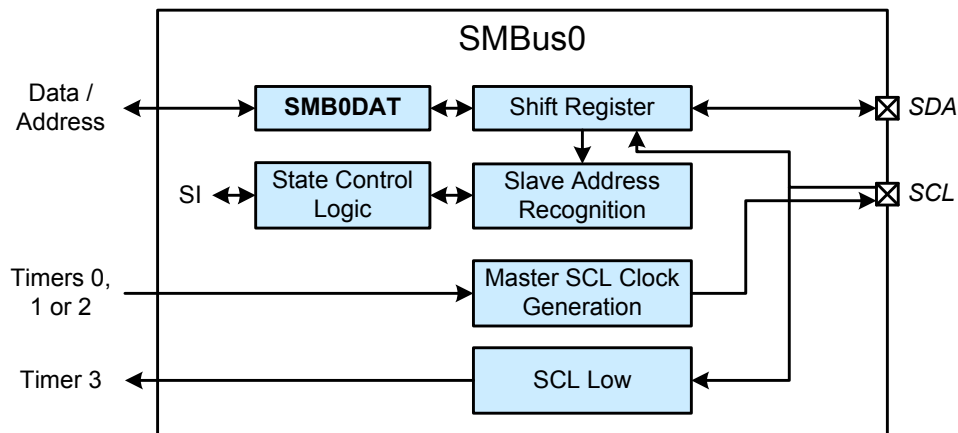 SMBus0
Data /
Address
SMB0DAT
Shift Register
SDA
SI
State Control
Logic
Slave Address
Recognition
SCL
Timers 0,
1 or 2
Master SCL Clock
Generation
Timer 3
SCL Low